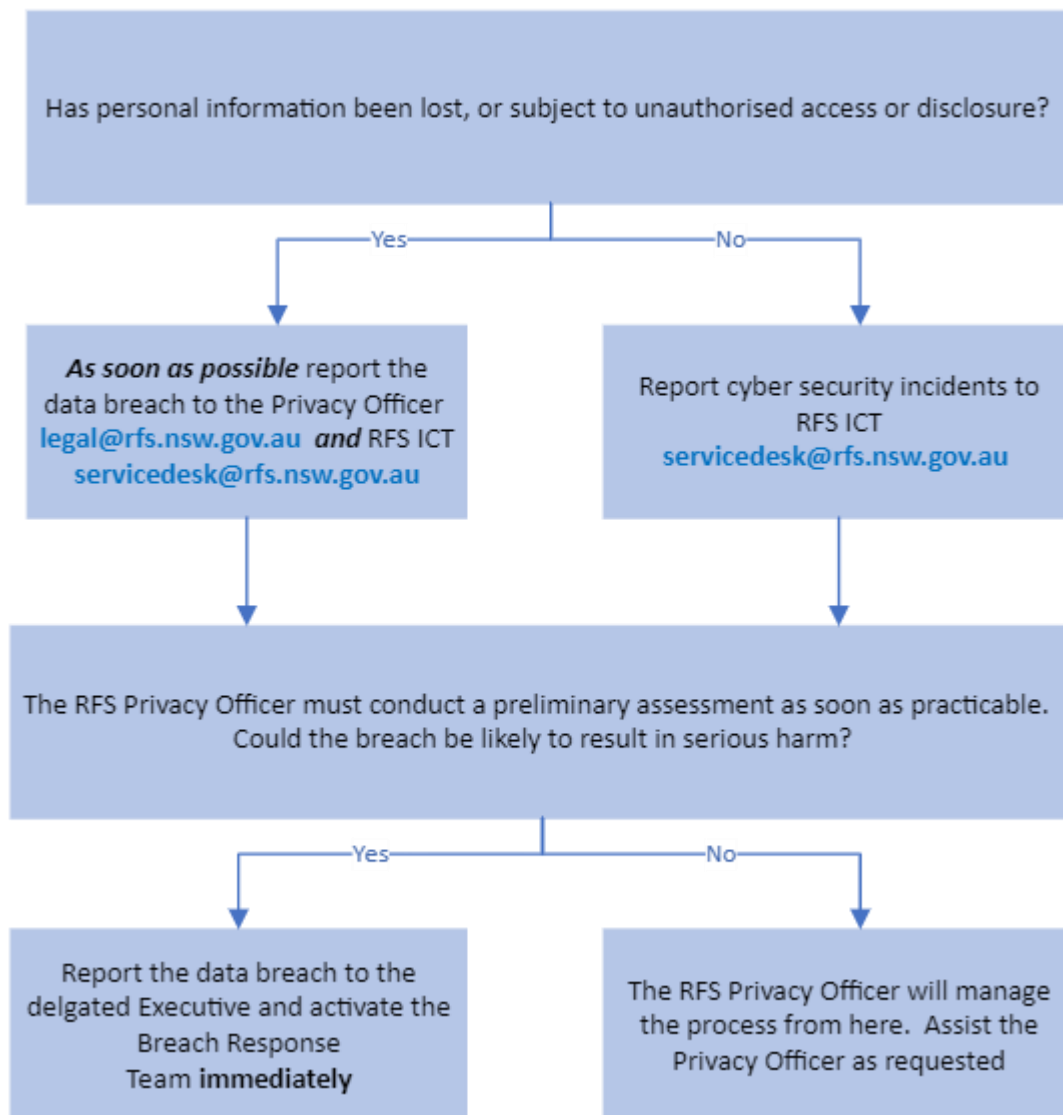 Has personal information been lost, or subject to unauthorised access or disclosure?
Yes
No
As soon as possible report the
data breach to the Privacy Officer
legal@rfs.nsw.gov.au and RFS ICT
servicedesk@rfs.nsw.gov.au
Report cyber security incidents to
RFS ICT
servicedesk@rfs.nsw.gov.au
The RFS Privacy Officer must conduct a preliminary assessment as soon as practicable.
Could the breach be likely to result in serious harm?
Yes
No
Report the data breach to the
delgated Executive and activate the
Breach Response
Team immediately
The RFS Privacy Officer will manage
the process from here. Assist the
Privacy Officer as requested